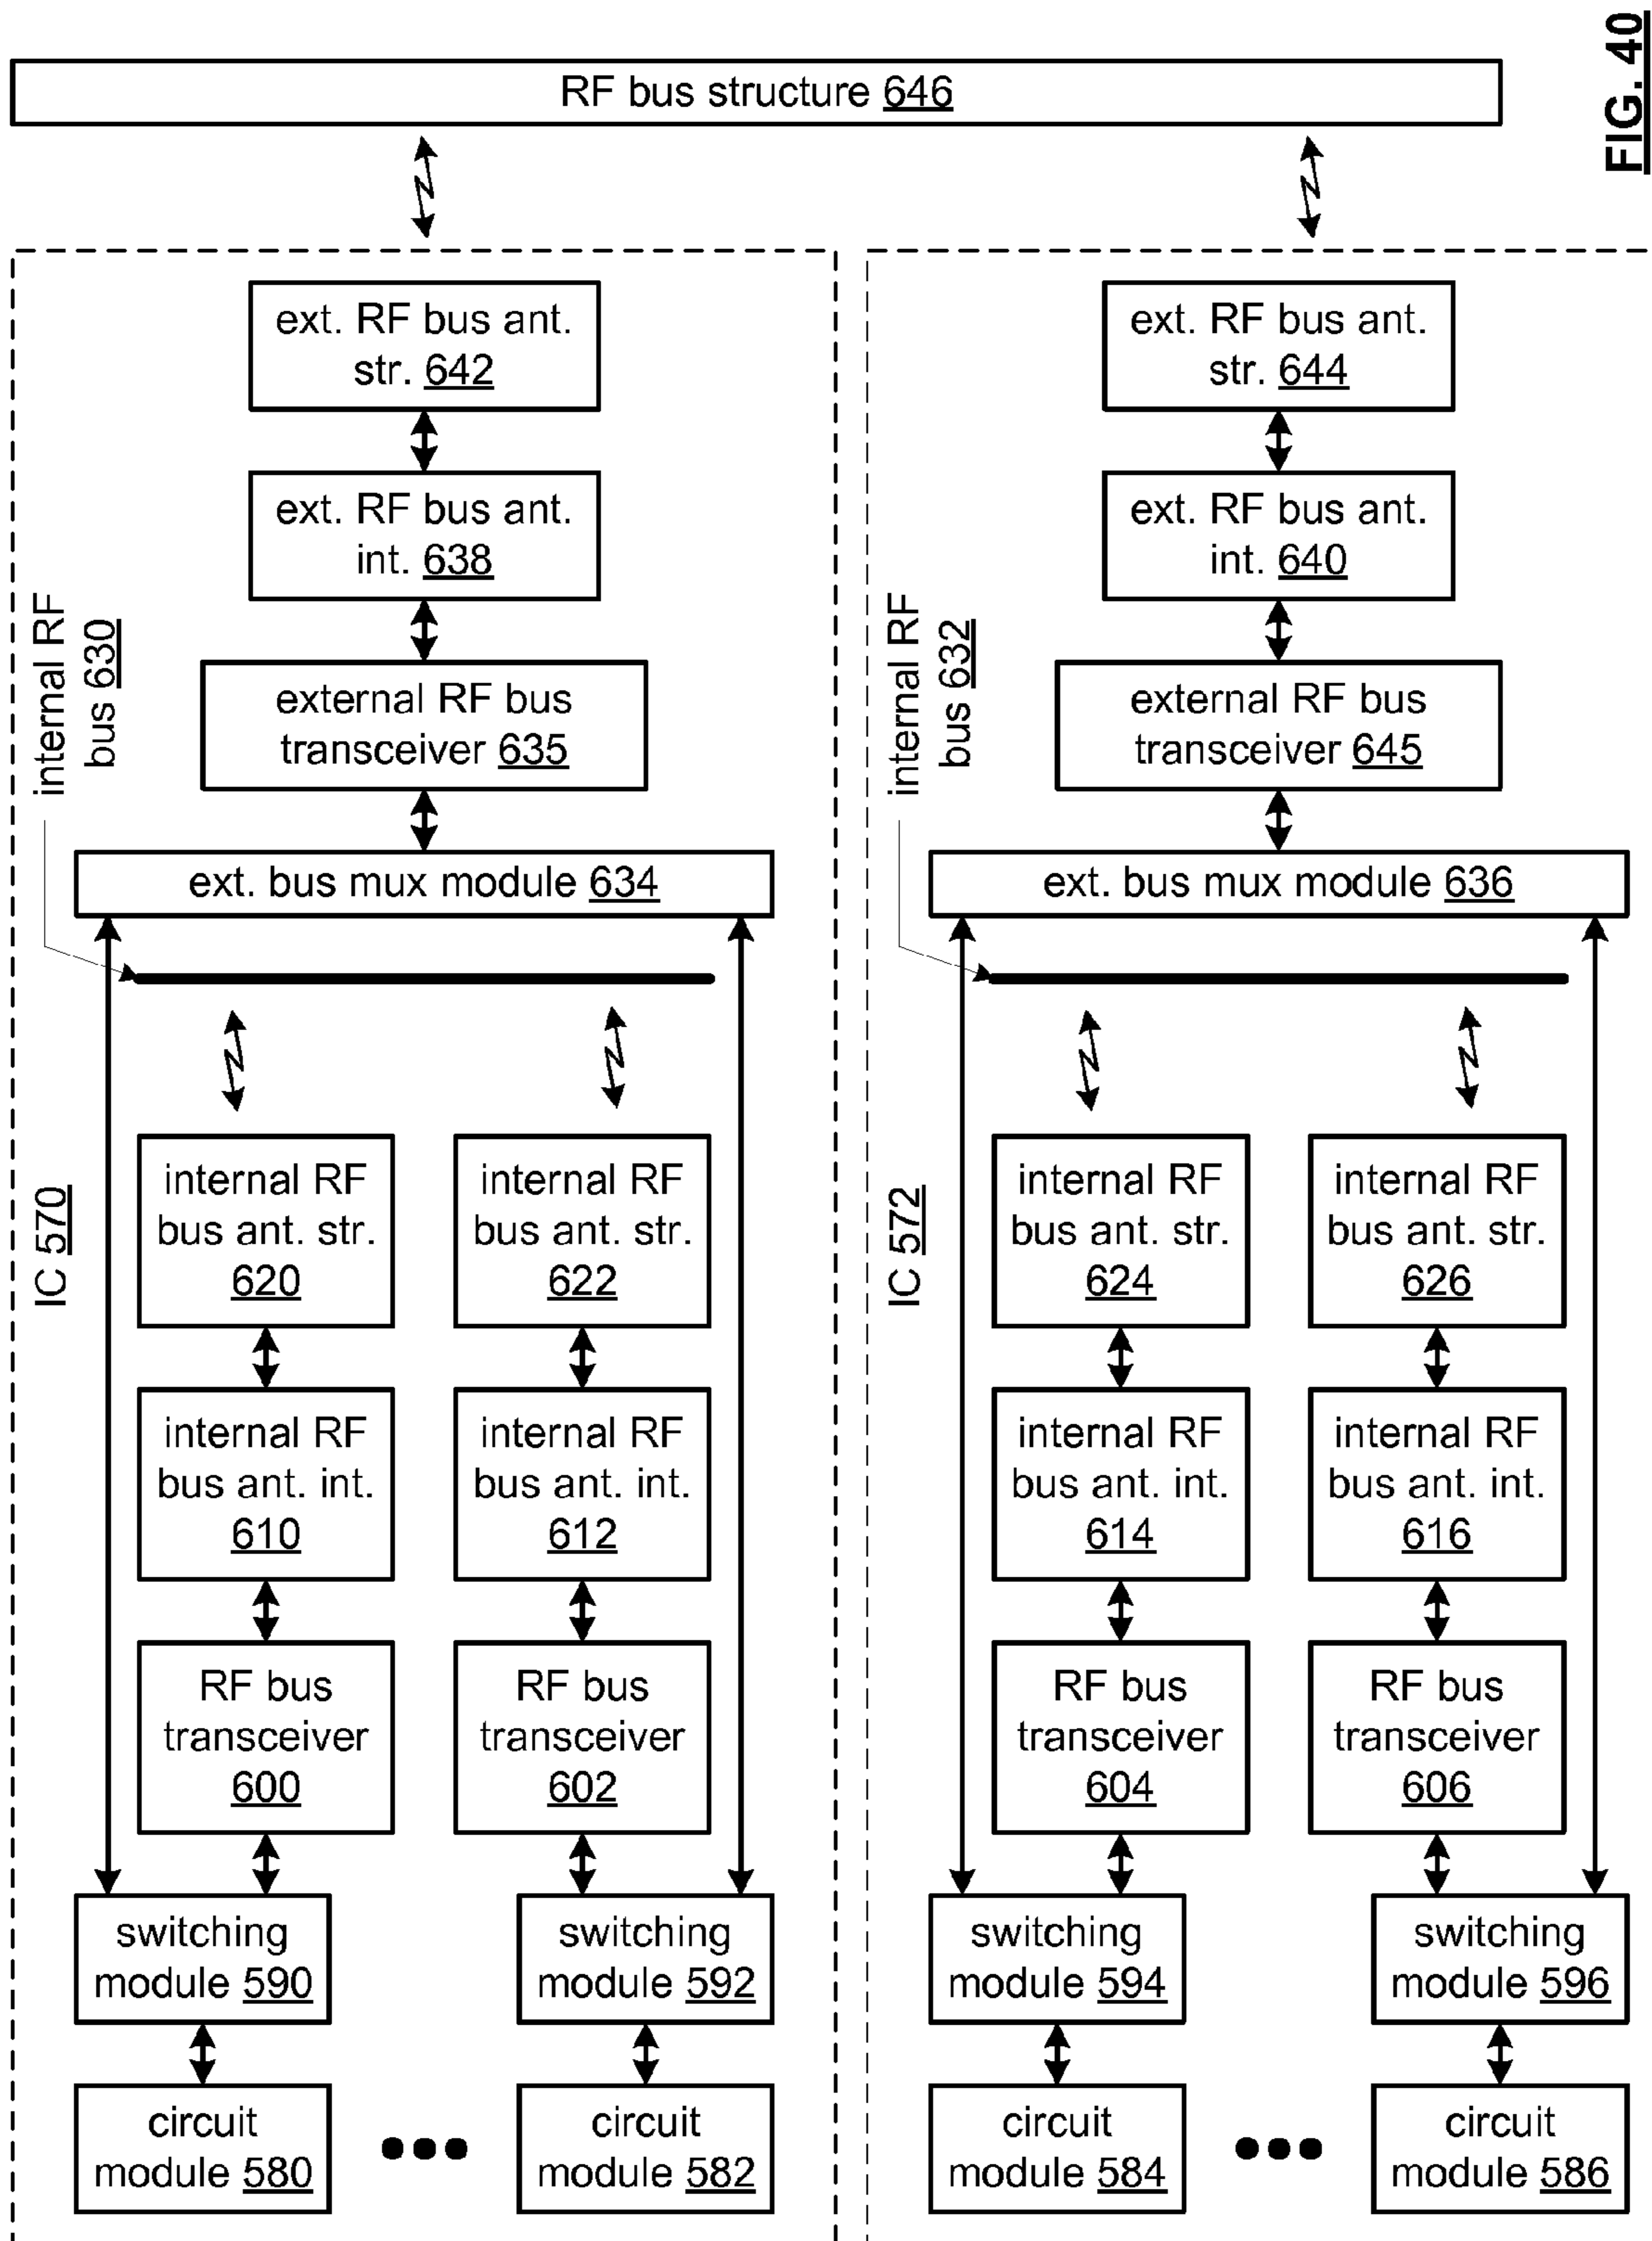 FIG. 40
RF bus structure 646
ext. RF bus ant.
str. 642
ext. RF bus ant.
int. 638
external RF bus
transceiver 635
internal RF
bus 630
ext. bus mux module 634
IC 570
internal RF
bus ant. str.
620
internal RF
bus ant. str.
622
internal RF
bus ant. int.
610
internal RF
bus ant. int.
612
RF bus
transceiver
600
RF bus
transceiver
602
switching
module 590
switching
module 592
circuit
module 580
circuit
module 582
ext. RF bus ant.
str. 644
ext. RF bus ant.
int. 640
external RF bus
transceiver 645
internal RF
bus 632
ext. bus mux module 636
IC 572
internal RF
bus ant. str.
624
internal RF
bus ant. str.
626
internal RF
bus ant. int.
614
internal RF
bus ant. int.
616
RF bus
transceiver
604
RF bus
transceiver
606
switching
module 594
switching
module 596
circuit
module 584
circuit
module 586